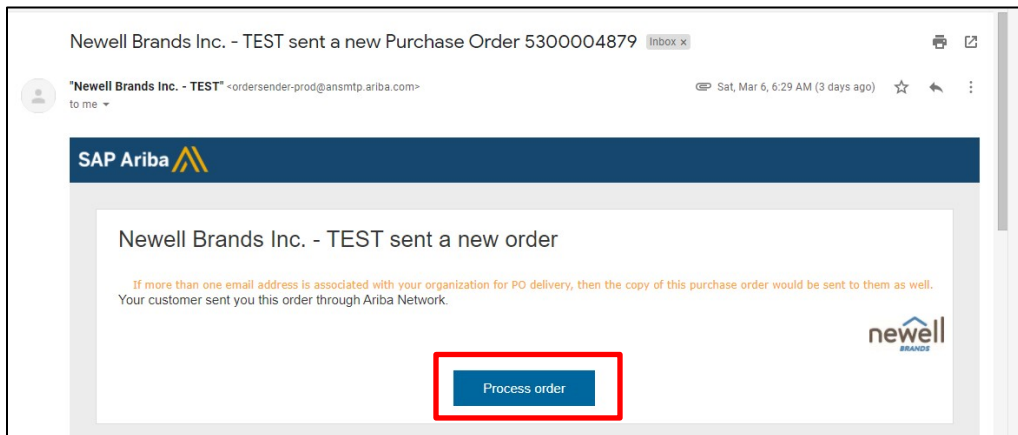 Newell Brands Inc. - TEST sent a new Purchase Order 5300004879 Inbox x
"Newell Brands Inc. - TEST" <ordersender-prod@ansmtp.ariba.com> Sat, Mar 6, 6:29 AM (3 days ago)
to me
SAP Ariba
Newell Brands Inc. - TEST sent a new order
If more than one email address is associated with your organization for PO delivery, then the copy of this purchase order would be sent to them as well.
Your customer sent you this order through Ariba Network.
newell
BRANDS
Process order